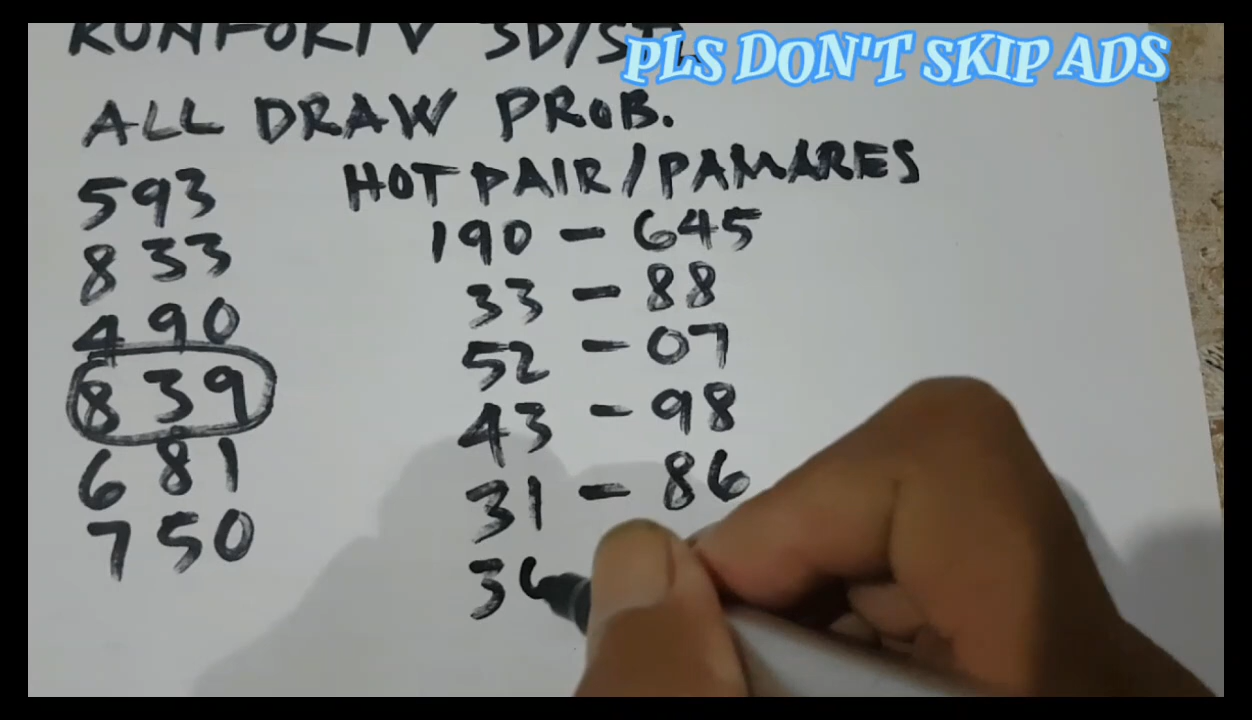 PLS DON'T SKIP ADS
ALL DRAW PROB.
HOT PAIR/PAMARES
593
833
490
839
681
750
190 - 645
33 - 88
52 - 07
43 - 98
31 - 86
3